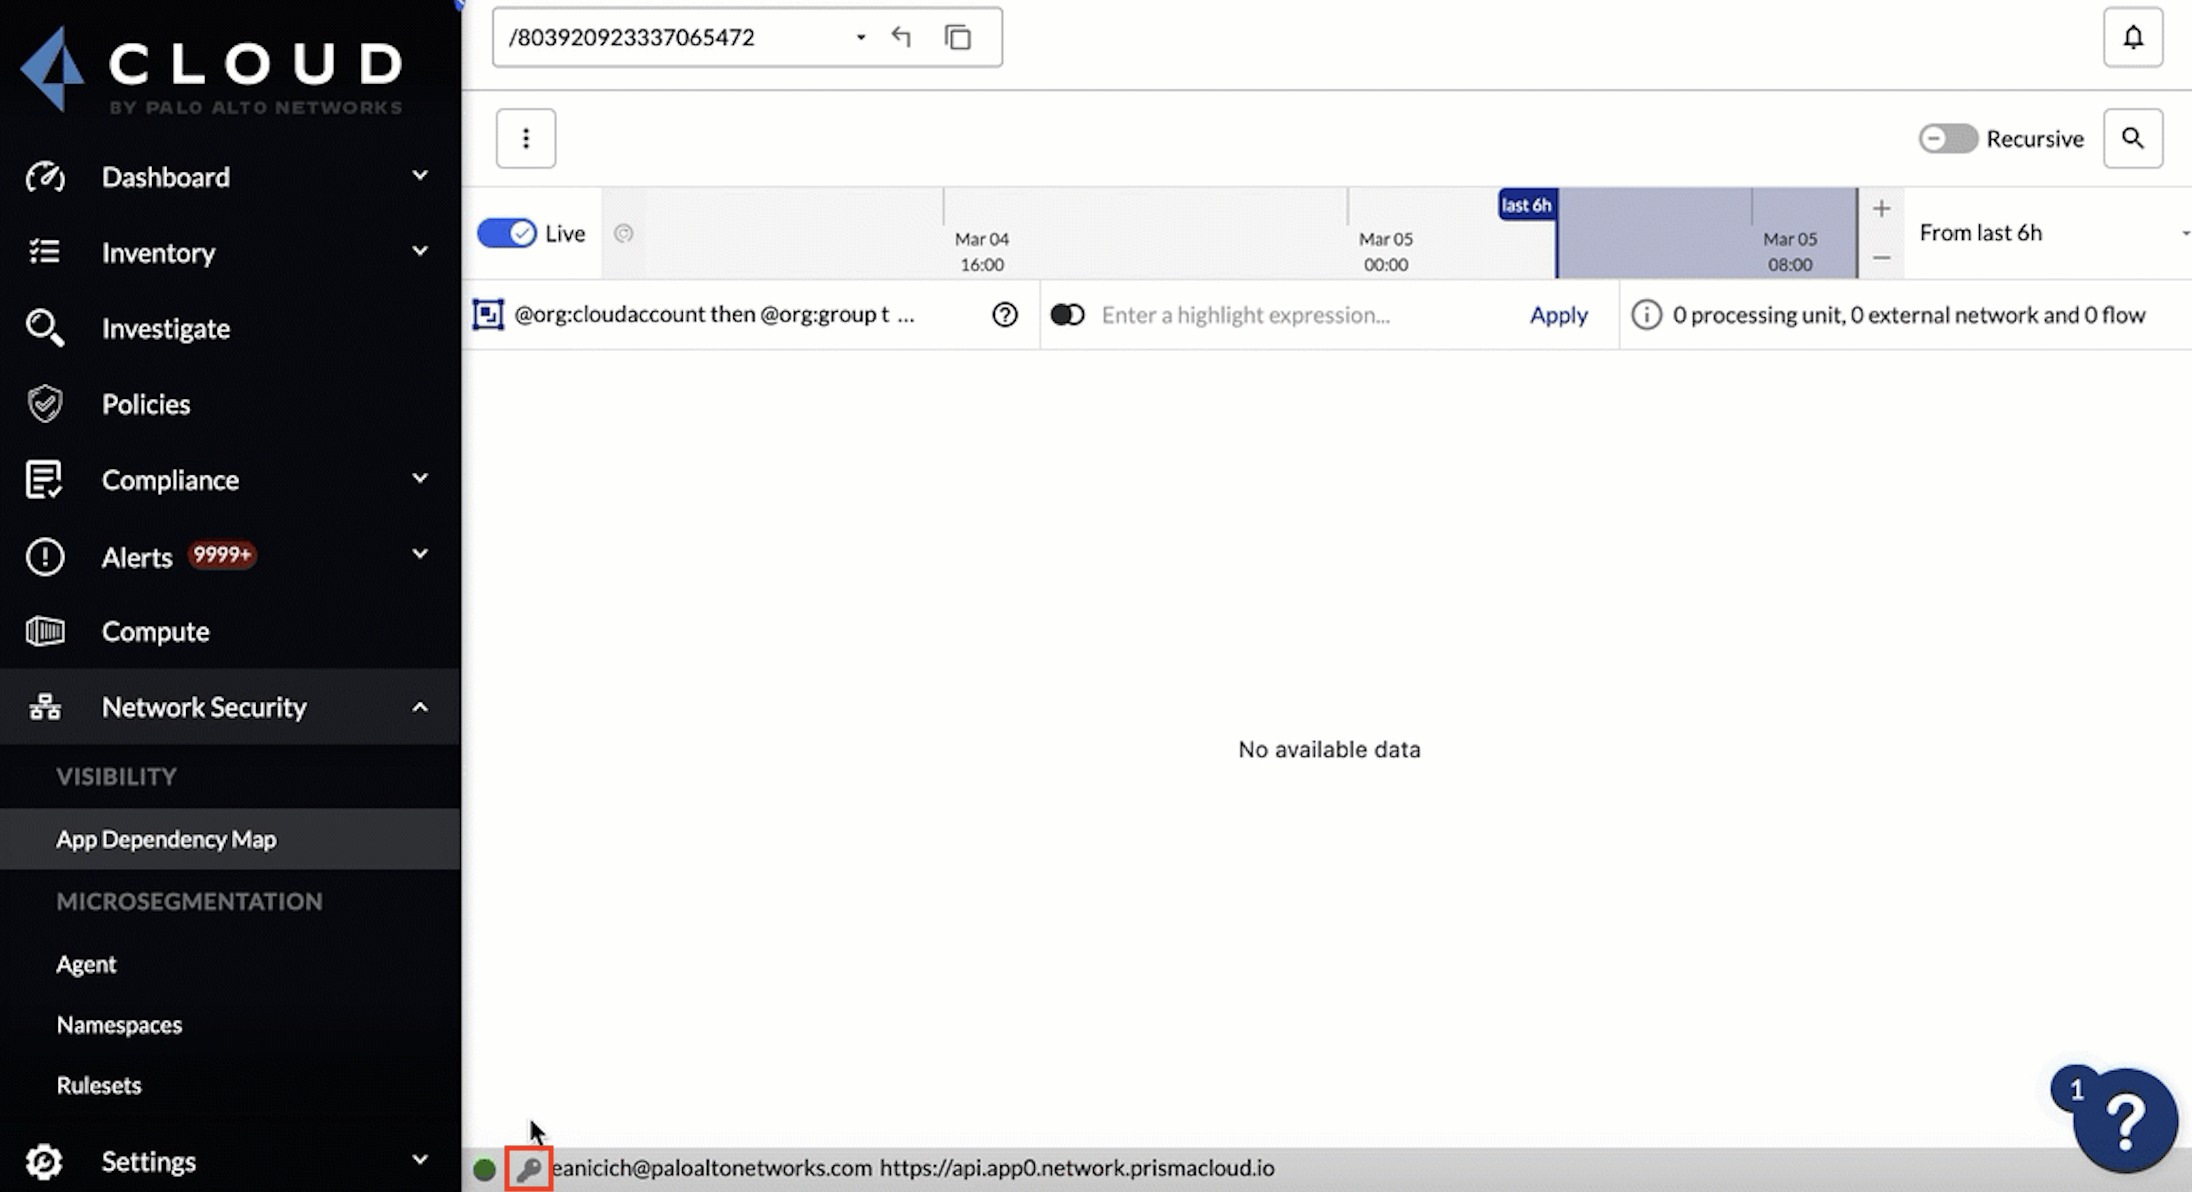 CLOUD
BY PALO ALTO NETWORKS
Dashboard
Inventory
Investigate
Policies
Compliance
Alerts 9999+
Compute
Network Security
VISIBILITY
App Dependency Map
MICROSEGMENTATION
Agent
Namespaces
Rulesets
Settings
/803920923337065472
Recursive
Live
Mar 04
16:00
Mar 05
00:00
last 6h
Mar 05
08:00
+
−
From last 6h
@org:cloudaccount then @org:group t ...
Enter a highlight expression...
Apply
0 processing unit, 0 external network and 0 flow
No available data
1
?
eanicich@paloaltonetworks.com https://api.app0.network.prismacloud.io